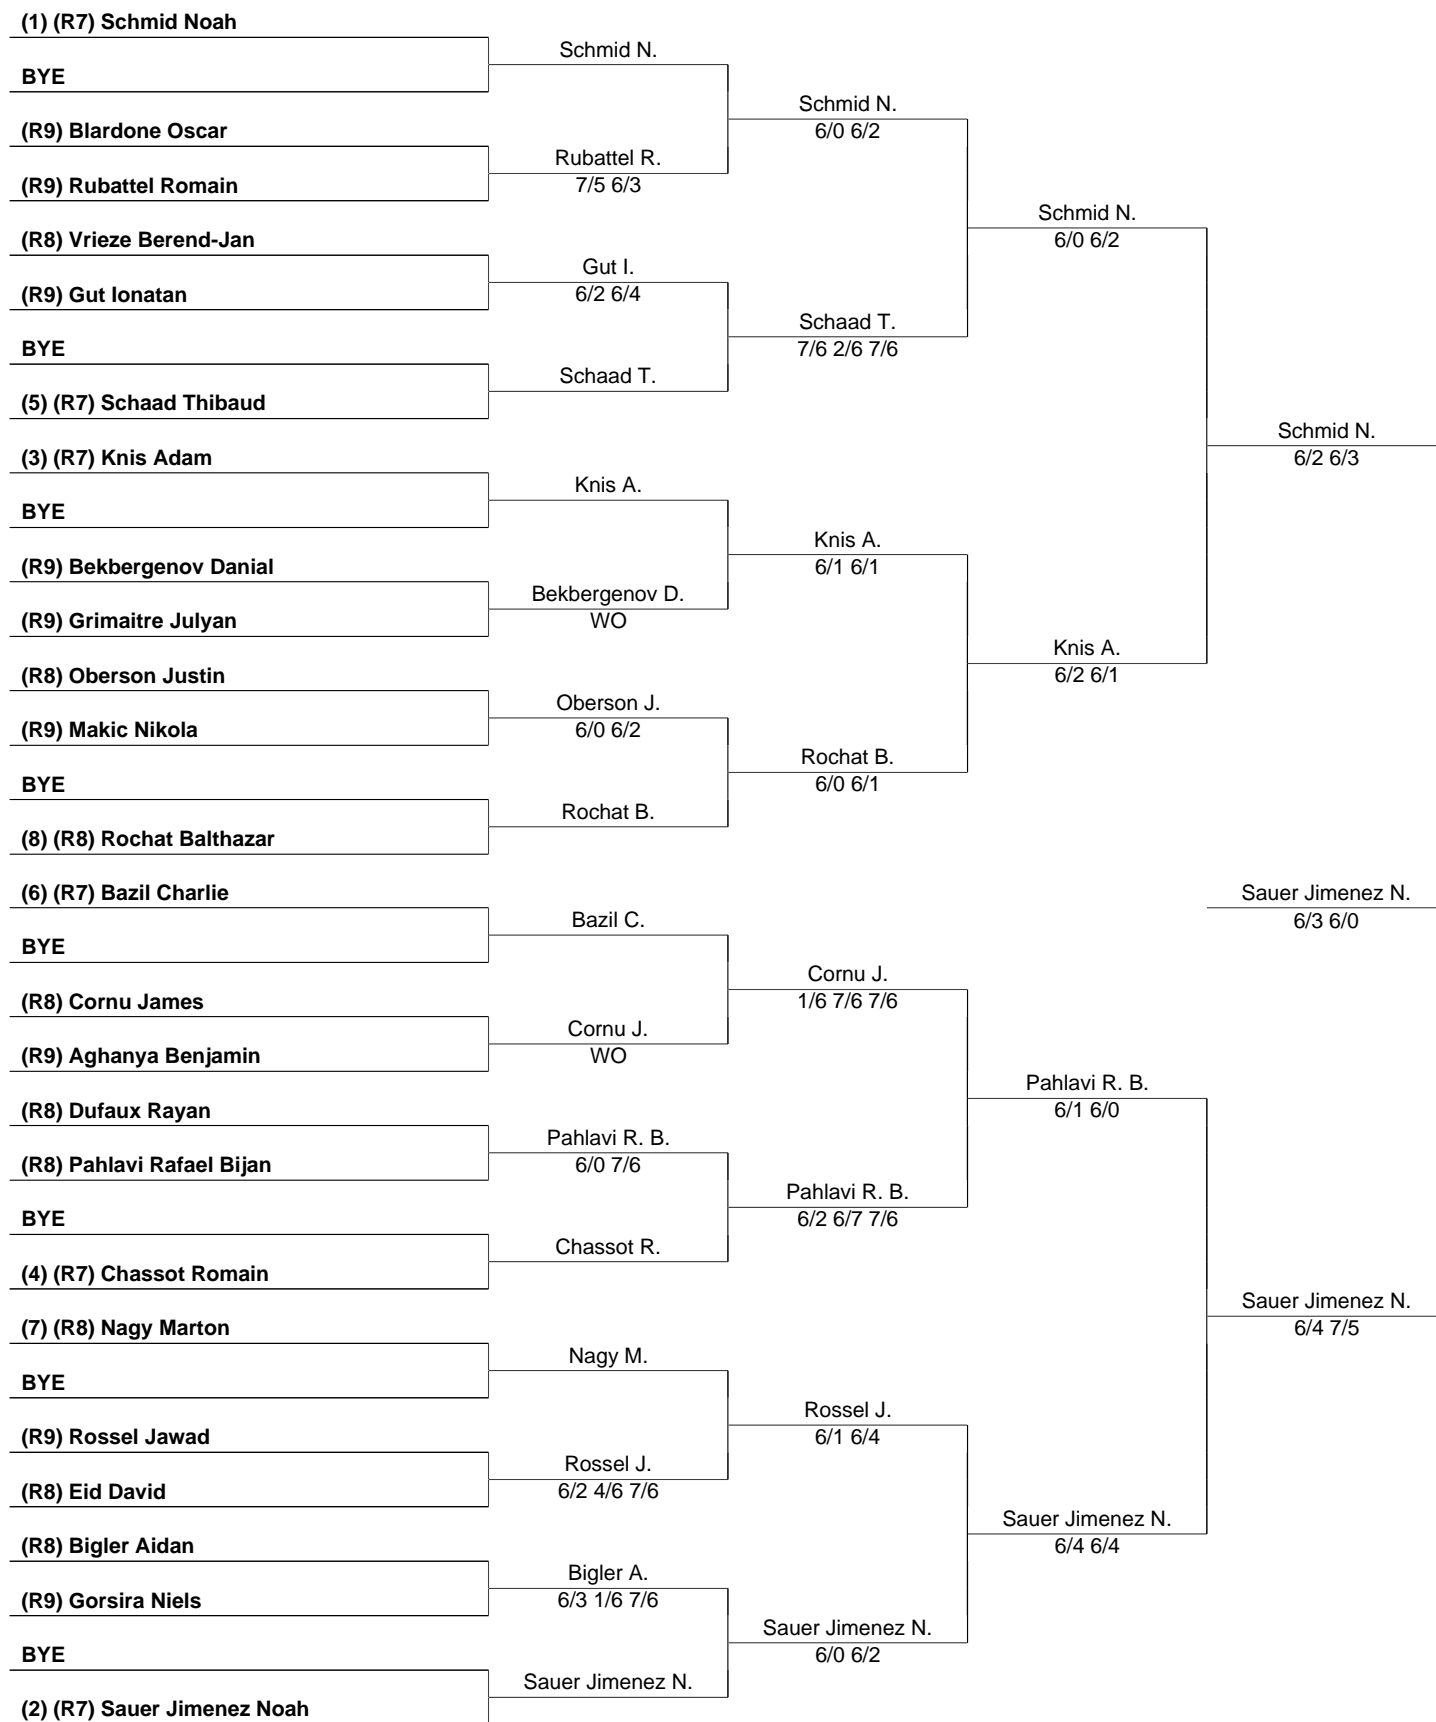 (1) (R7) Schmid Noah
Schmid N.
BYE
Schmid N.
6/0 6/2
(R9) Blardone Oscar
Rubattel R.
7/5 6/3
(R9) Rubattel Romain
Schmid N.
6/0 6/2
(R8) Vrieze Berend-Jan
Gut I.
6/2 6/4
(R9) Gut Ionatan
Schaad T.
7/6 2/6 7/6
BYE
Schaad T.
(5) (R7) Schaad Thibaud
Schmid N.
6/2 6/3
(3) (R7) Knis Adam
Knis A.
BYE
Knis A.
6/1 6/1
(R9) Bekbergenov Danial
Bekbergenov D.
WO
(R9) Grimaitre Julyan
Knis A.
6/2 6/1
(R8) Oberson Justin
Oberson J.
6/0 6/2
(R9) Makic Nikola
Rochat B.
6/0 6/1
BYE
Rochat B.
(8) (R8) Rochat Balthazar
(6) (R7) Bazil Charlie
Sauer Jimenez N.
6/3 6/0
Bazil C.
BYE
Cornu J.
1/6 7/6 7/6
(R8) Cornu James
Cornu J.
WO
(R9) Aghanya Benjamin
Pahlavi R. B.
6/1 6/0
(R8) Dufaux Rayan
Pahlavi R. B.
6/0 7/6
(R8) Pahlavi Rafael Bijan
Pahlavi R. B.
6/2 6/7 7/6
BYE
Chassot R.
(4) (R7) Chassot Romain
Sauer Jimenez N.
6/4 7/5
(7) (R8) Nagy Marton
Nagy M.
BYE
Rossel J.
6/1 6/4
(R9) Rossel Jawad
Rossel J.
6/2 4/6 7/6
(R8) Eid David
Sauer Jimenez N.
6/4 6/4
(R8) Bigler Aidan
Bigler A.
6/3 1/6 7/6
(R9) Gorsira Niels
Sauer Jimenez N.
6/0 6/2
BYE
Sauer Jimenez N.
(2) (R7) Sauer Jimenez Noah